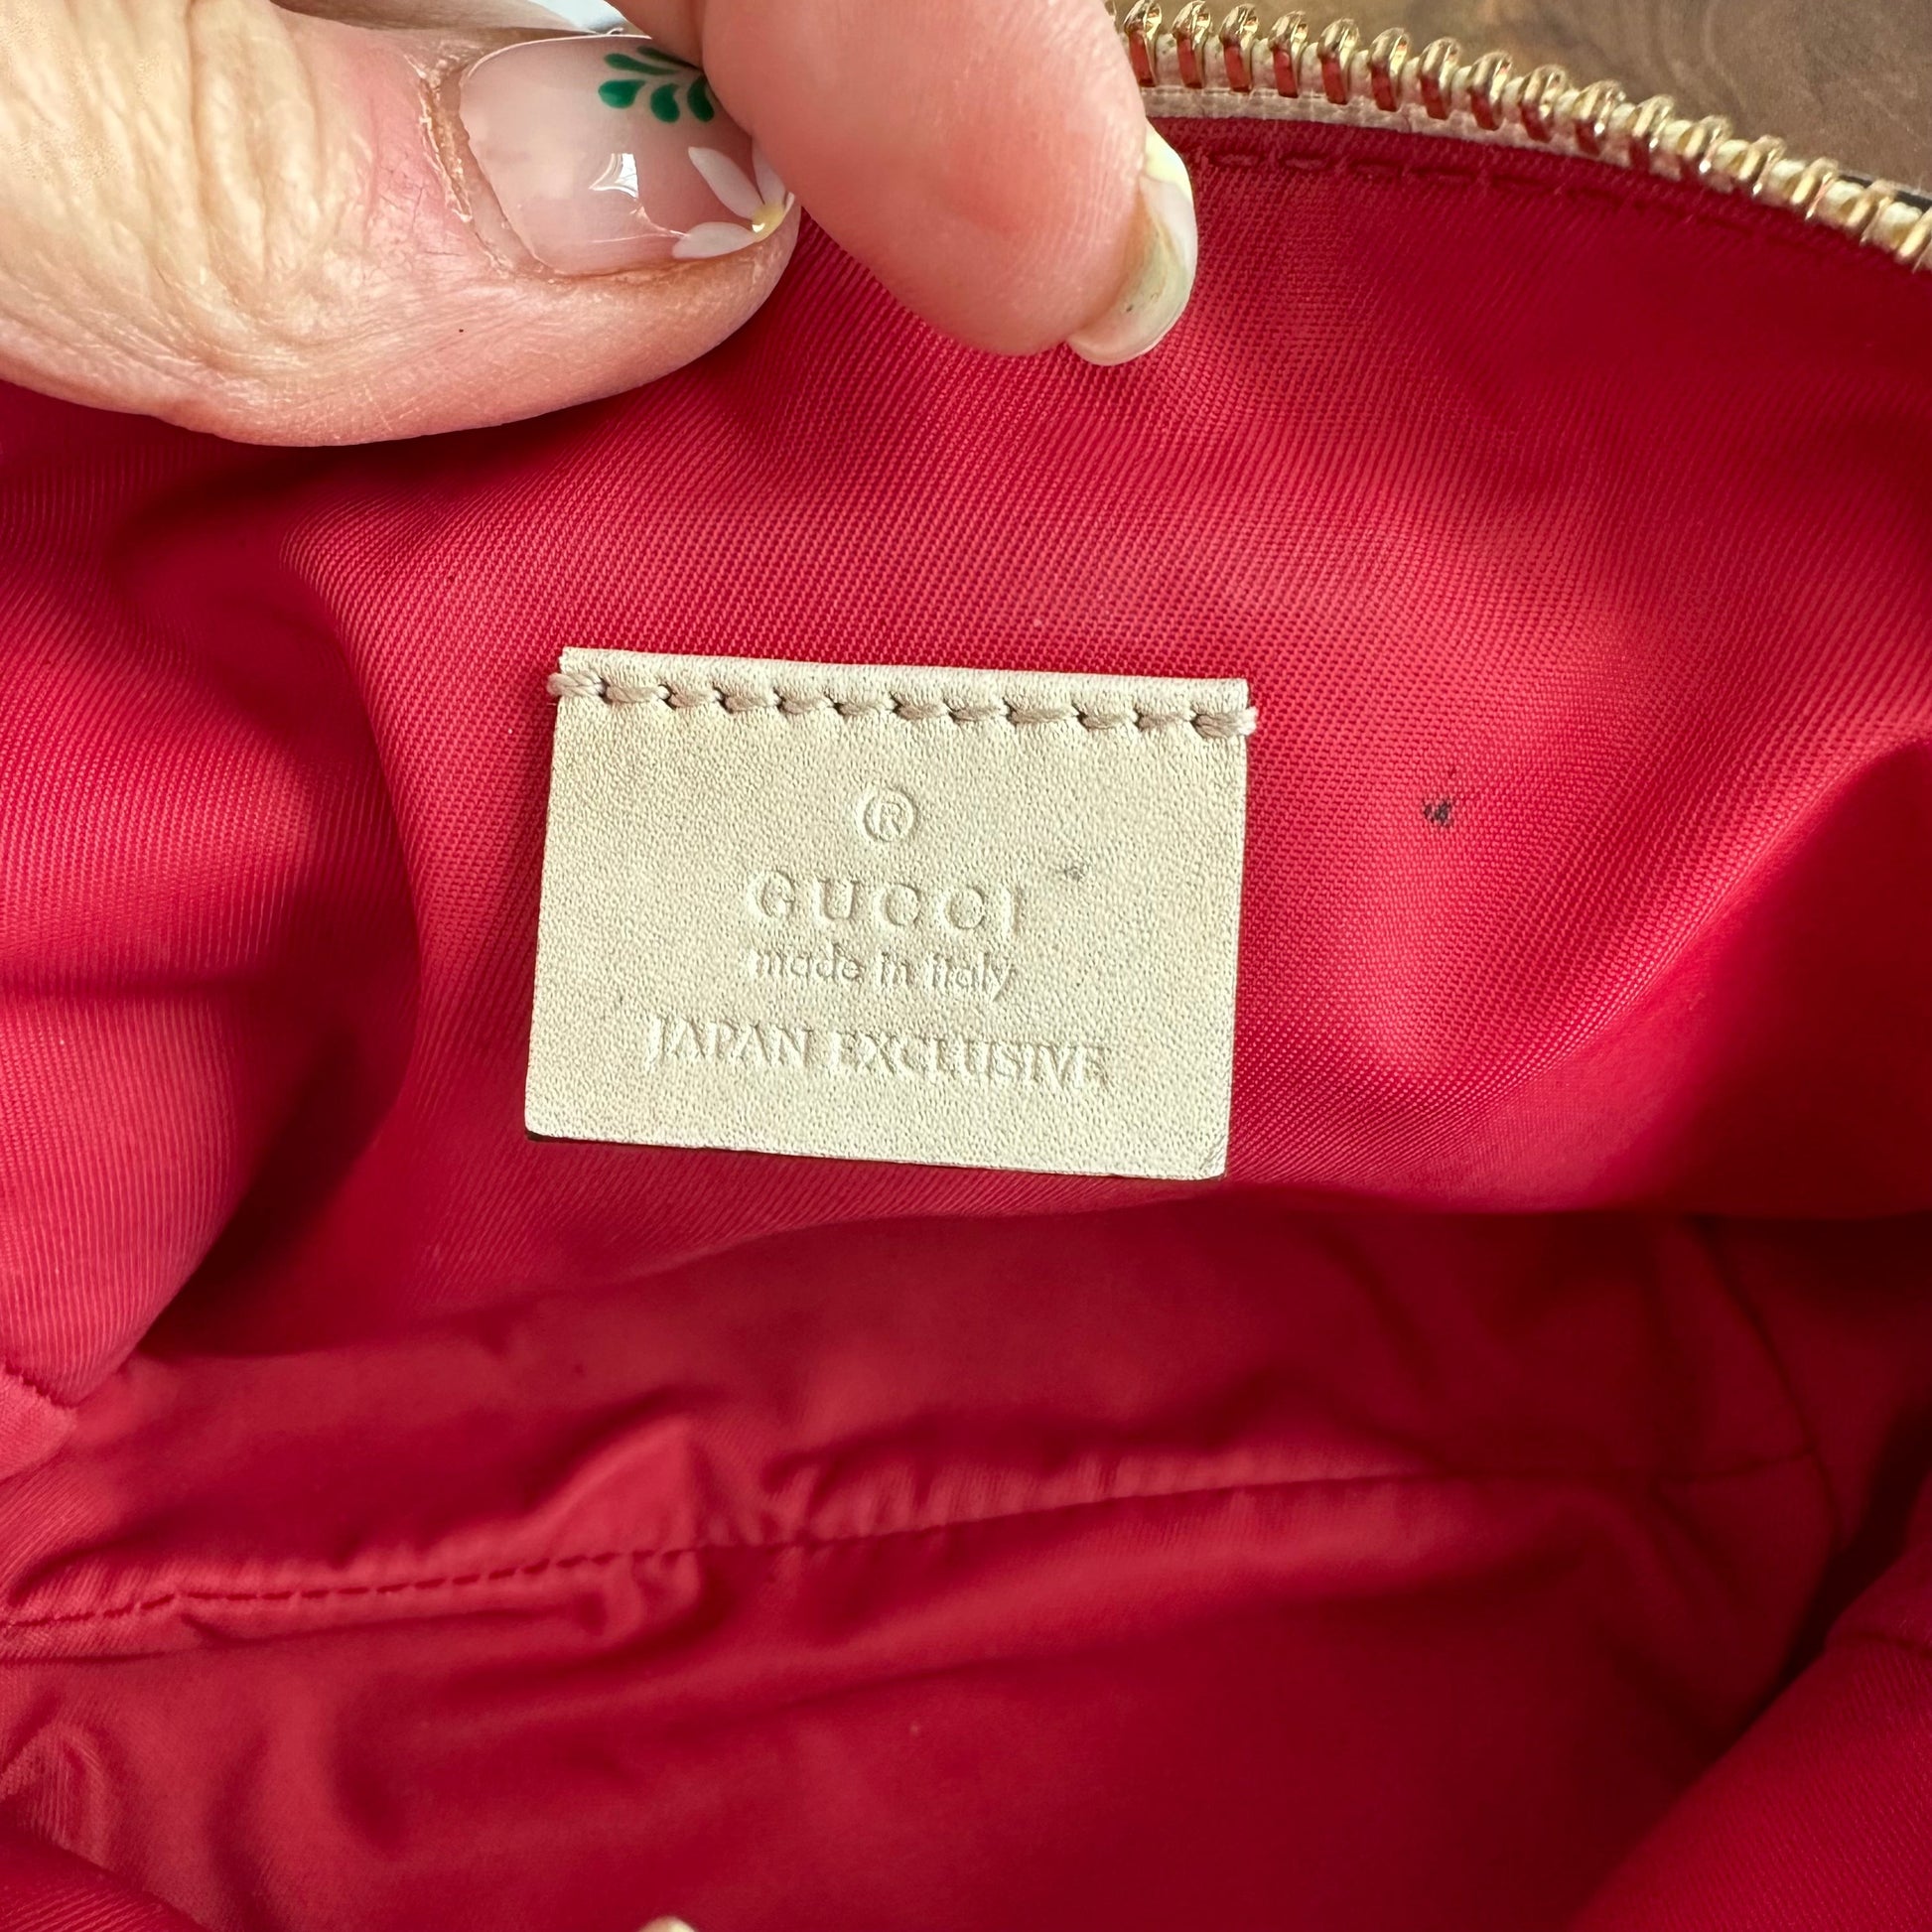 ®
GUCCI
made in italy
JAPAN EXCLUSIVE